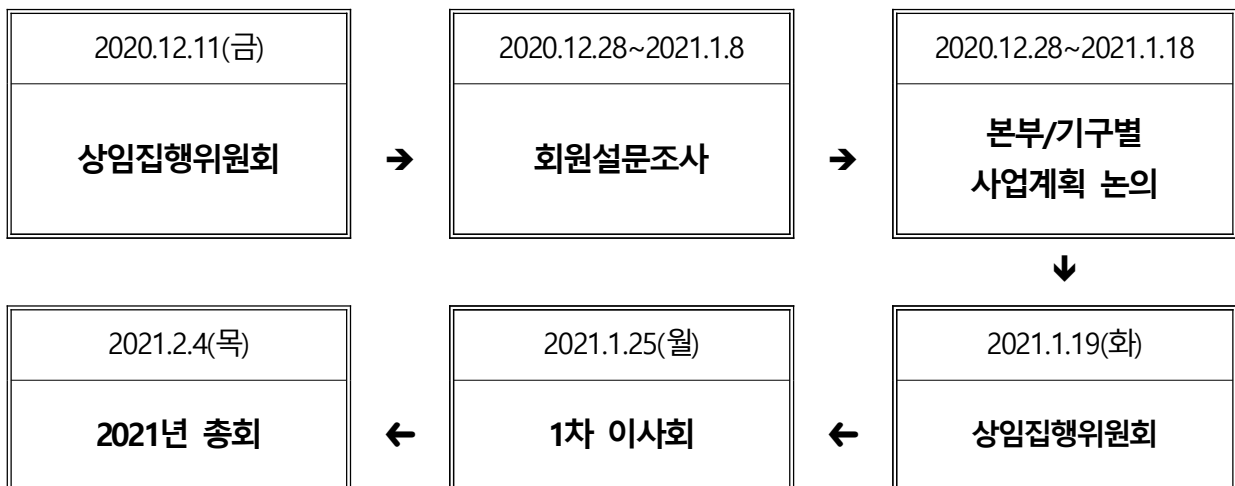 2020.12.11(금)
상임집행위원회
➔
2020.12.28~2021.1.8
회원설문조사
➔
2020.12.28~2021.1.18
본부/기구별
사업계획 논의
🡻
2021.1.19(화)
상임집행위원회
🡸
2021.1.25(월)
1차 이사회
🡸
2021.2.4(목)
2021년 총회